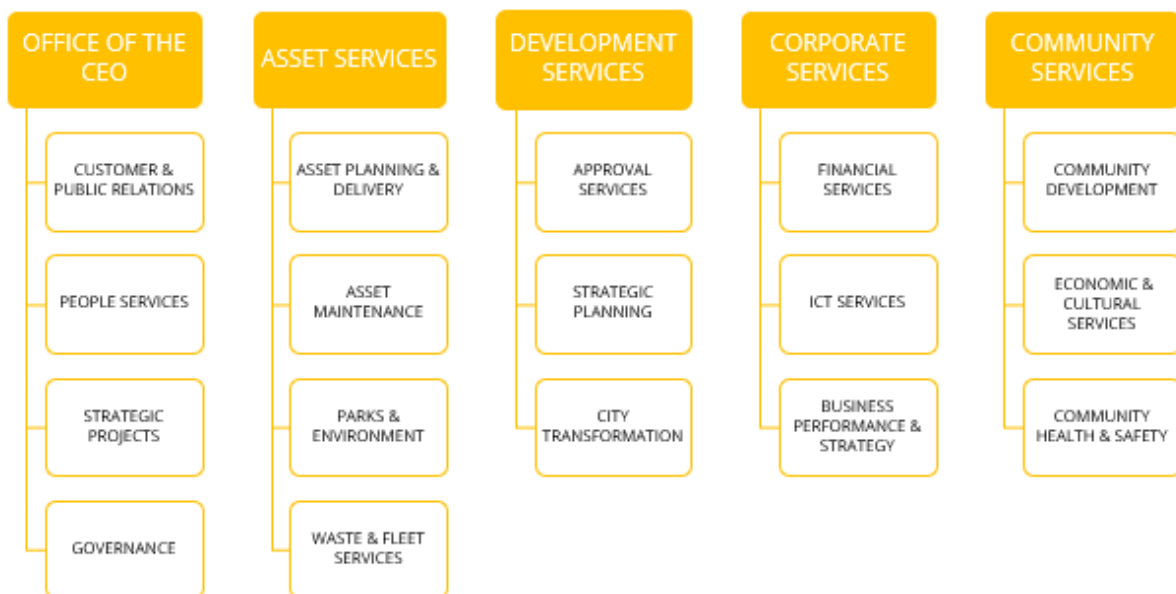 OFFICE OF THE
CEO
CUSTOMER &
PUBLIC RELATIONS
PEOPLE SERVICES
STRATEGIC
PROJECTS
GOVERNANCE
ASSET SERVICES
ASSET PLANNING &
DELIVERY
ASSET
MAINTENANCE
PARKS &
ENVIRONMENT
WASTE & FLEET
SERVICES
DEVELOPMENT
SERVICES
APPROVAL
SERVICES
STRATEGIC
PLANNING
CITY
TRANSFORMATION
CORPORATE
SERVICES
FINANCIAL
SERVICES
ICT SERVICES
BUSINESS
PERFORMANCE &
STRATEGY
COMMUNITY
SERVICES
COMMUNITY
DEVELOPMENT
ECONOMIC &
CULTURAL
SERVICES
COMMUNITY
HEALTH & SAFETY